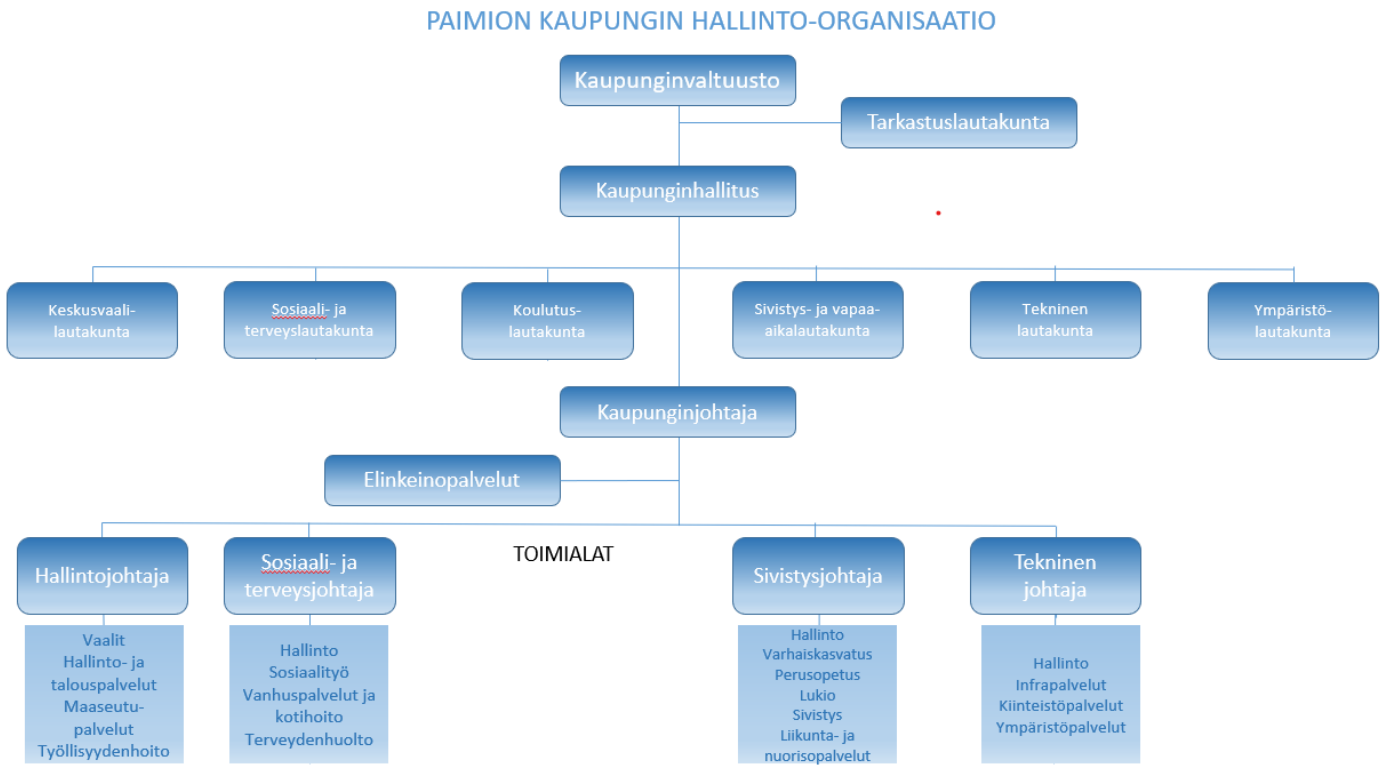 PAIMION KAUPUNGIN HALLINTO-ORGANISAATIO
Kaupunginvaltuusto
Tarkastuslautakunta
Kaupunginhallitus
Keskusvaali-
lautakunta
Sosiaali- ja
terveyslautakunta
Koulutus-
lautakunta
Sivistys- ja vapaa-
aikalautakunta
Tekninen
lautakunta
Ympäristö-
lautakunta
Kaupunginjohtaja
Elinkeinopalvelut
TOIMIALAT
Hallintojohtaja
Vaalit
Hallinto- ja
talouspalvelut
Maaseutu-
palvelut
Työllisyydenhoito
Sosiaali- ja
terveysjohtaja
Hallinto
Sosiaalityö
Vanhuspalvelut ja
kotihoito
Terveydenhuolto
Sivistysjohtaja
Hallinto
Varhaiskasvatus
Perusopetus
Lukio
Sivistys
Liikunta- ja
nuorisopalvelut
Tekninen
johtaja
Hallinto
Infrapalvelut
Kiinteistöpalvelut
Ympäristöpalvelut